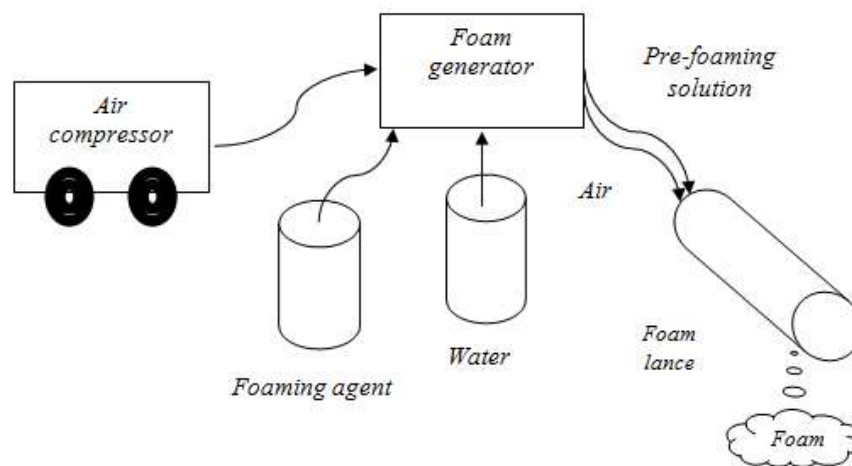 Foam
generator
Pre-foaming
solution
Air
compressor
Air
Foaming agent
Water
Foam
lance
Foam